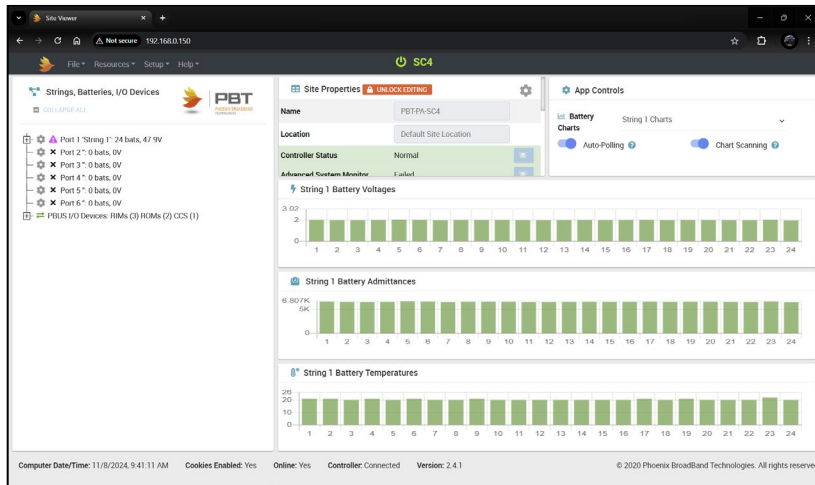 Site Viewer
Not secure 192.168.0.150
File Resources Setup Help
SC4
Strings, Batteries, I/O Devices
COLLAPSE ALL
PBT
PHOENIX BROADBAND
TECHNOLOGIES
Port 1 "String 1": 24 bats, 47.9V
Port 2 '': 0 bats, 0V
Port 3 '': 0 bats, 0V
Port 4 '': 0 bats, 0V
Port 5 '': 0 bats, 0V
Port 6 '': 0 bats, 0V
PBUS I/O Devices: RIMs (3) ROMs (2) CCS (1)
Site Properties UNLOCK EDITING
Name PBT-PA-SC4
Location Default Site Location
Controller Status Normal
Advanced System Monitor Failed
App Controls
Battery Charts String 1 Charts
Auto-Polling Chart Scanning
String 1 Battery Voltages
3.02
2
0
1 2 3 4 5 6 7 8 9 10 11 12 13 14 15 16 17 18 19 20 21 22 23 24
String 1 Battery Admittances
6.807K
5K
0
1 2 3 4 5 6 7 8 9 10 11 12 13 14 15 16 17 18 19 20 21 22 23 24
String 1 Battery Temperatures
26
20
10
0
1 2 3 4 5 6 7 8 9 10 11 12 13 14 15 16 17 18 19 20 21 22 23 24
Computer Date/Time: 11/8/2024, 9:41:11 AM Cookies Enabled: Yes Online: Yes Controller: Connected Version: 2.4.1 © 2020 Phoenix BroadBand Technologies. All rights reserve